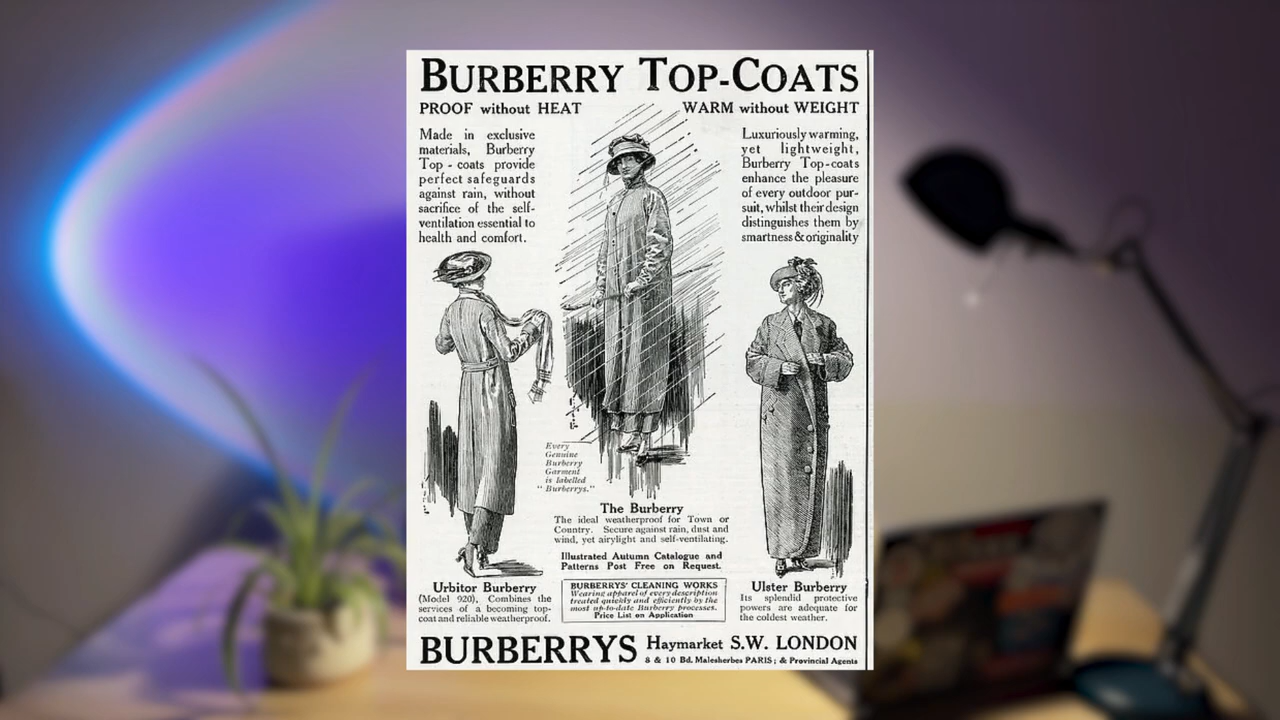 BURBERRY TOP-COATS
PROOF without HEAT
WARM without WEIGHT
Made in exclusive
materials, Burberry
Top-coats provide
perfect safeguards
against rain, without
sacrifice of the self-
ventilation essential to
health and comfort.
Luxuriously warming,
yet lightweight,
Burberry Top-coats
enhance the pleasure
of every outdoor pur-
suit, whilst their design
distinguishes them by
smartness & originality
Every
Genuine
Burberry
Garment
is labelled
"Burberrys."
The Burberry
The ideal weatherproof for Town or
Country. Secure against rain, dust and
wind, yet airylight and self-ventilating.
Illustrated Autumn Catalogue and
Patterns Post Free on Request.
Urbitor Burberry
(Model 920), Combines the
services of a becoming top-
coat and reliable weatherproof.
BURBERRYS' CLEANING WORKS
Wearing apparel of every description
treated quickly and efficiently by the
most up-to-date Burberry processes.
Price List on Application
Ulster Burberry
Its splendid protective
powers are adequate for
the coldest weather.
BURBERRYS Haymarket S.W. LONDON
8 & 10 Bd. Malesherbes PARIS; & Provincial Agents